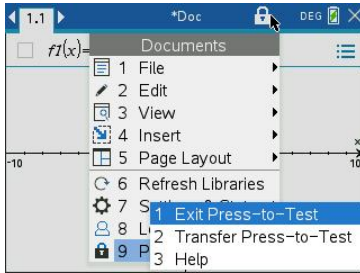 1.1 *Doc DEG
f1(x)=
Documents
1 File
2 Edit
3 View
4 Insert
5 Page Layout
6 Refresh Libraries
7
8
9
1 Exit Press-to-Test
2 Transfer Press-to-Test
3 Help
-10
x
10